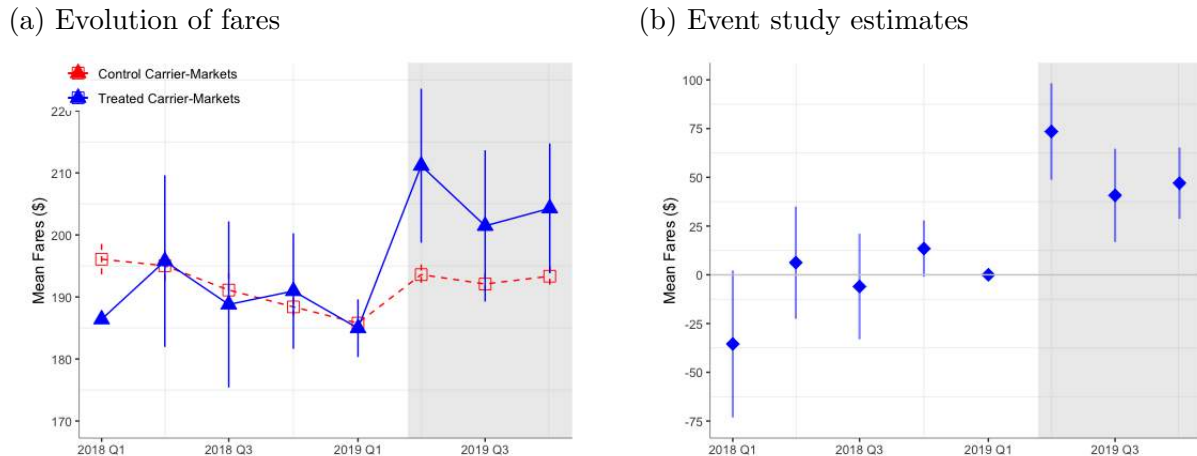 (a) Evolution of fares
Control Carrier-Markets
Treated Carrier-Markets
220
210
200
190
180
170
Mean Fares ($)
2018 Q1
2018 Q3
2019 Q1
2019 Q3
(b) Event study estimates
100
75
50
25
0
-25
-50
-75
Mean Fares ($)
2018 Q1
2018 Q3
2019 Q1
2019 Q3